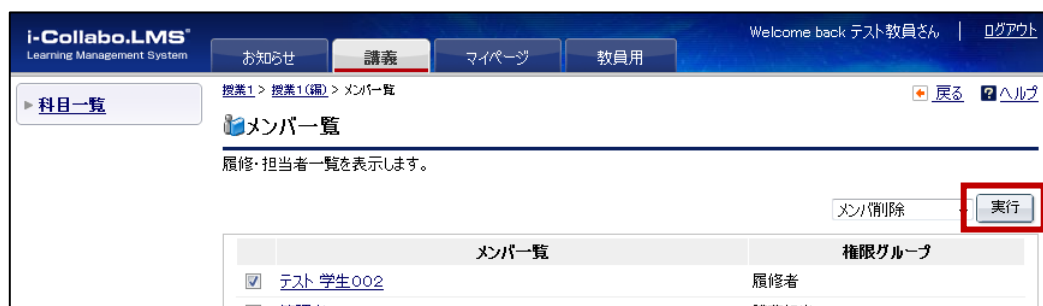 i-Collabo.LMS
Learning Management System
Welcome back テスト教員さん | ログアウト
お知らせ 講義 マイページ 教員用
科目一覧
授業1 > 授業1(編) > メンバ一覧
戻る ヘルプ
メンバ一覧
履修・担当者一覧を表示します。
メンバ削除 実行
メンバ一覧 権限グループ
テスト 学生002 履修者